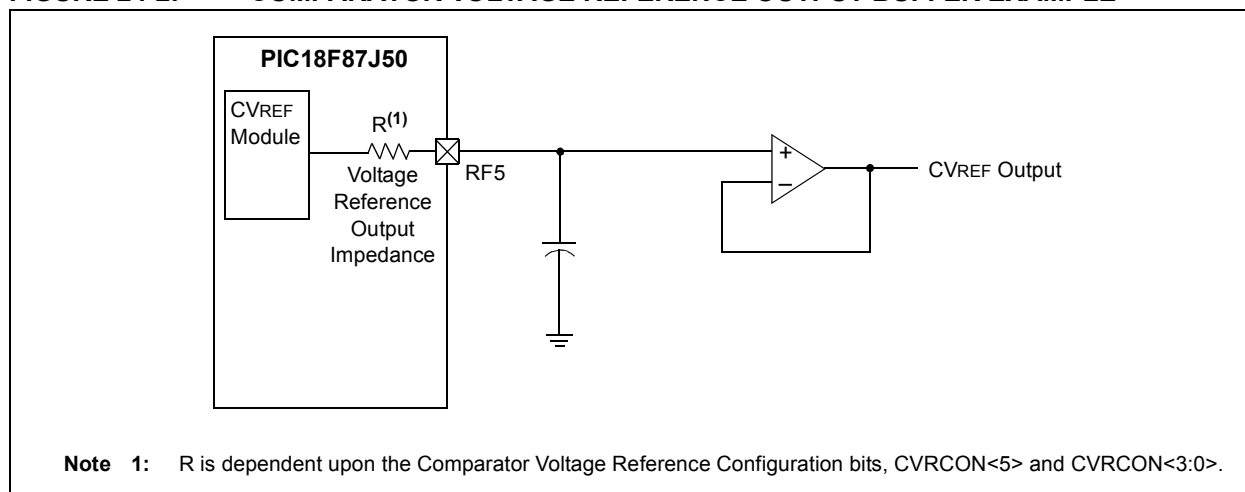 PIC18F87J50
CVREF
Module
R(1)
Voltage
Reference
Output
Impedance
RF5
+
–
CVREF Output
Note 1: R is dependent upon the Comparator Voltage Reference Configuration bits, CVRCON<5> and CVRCON<3:0>.